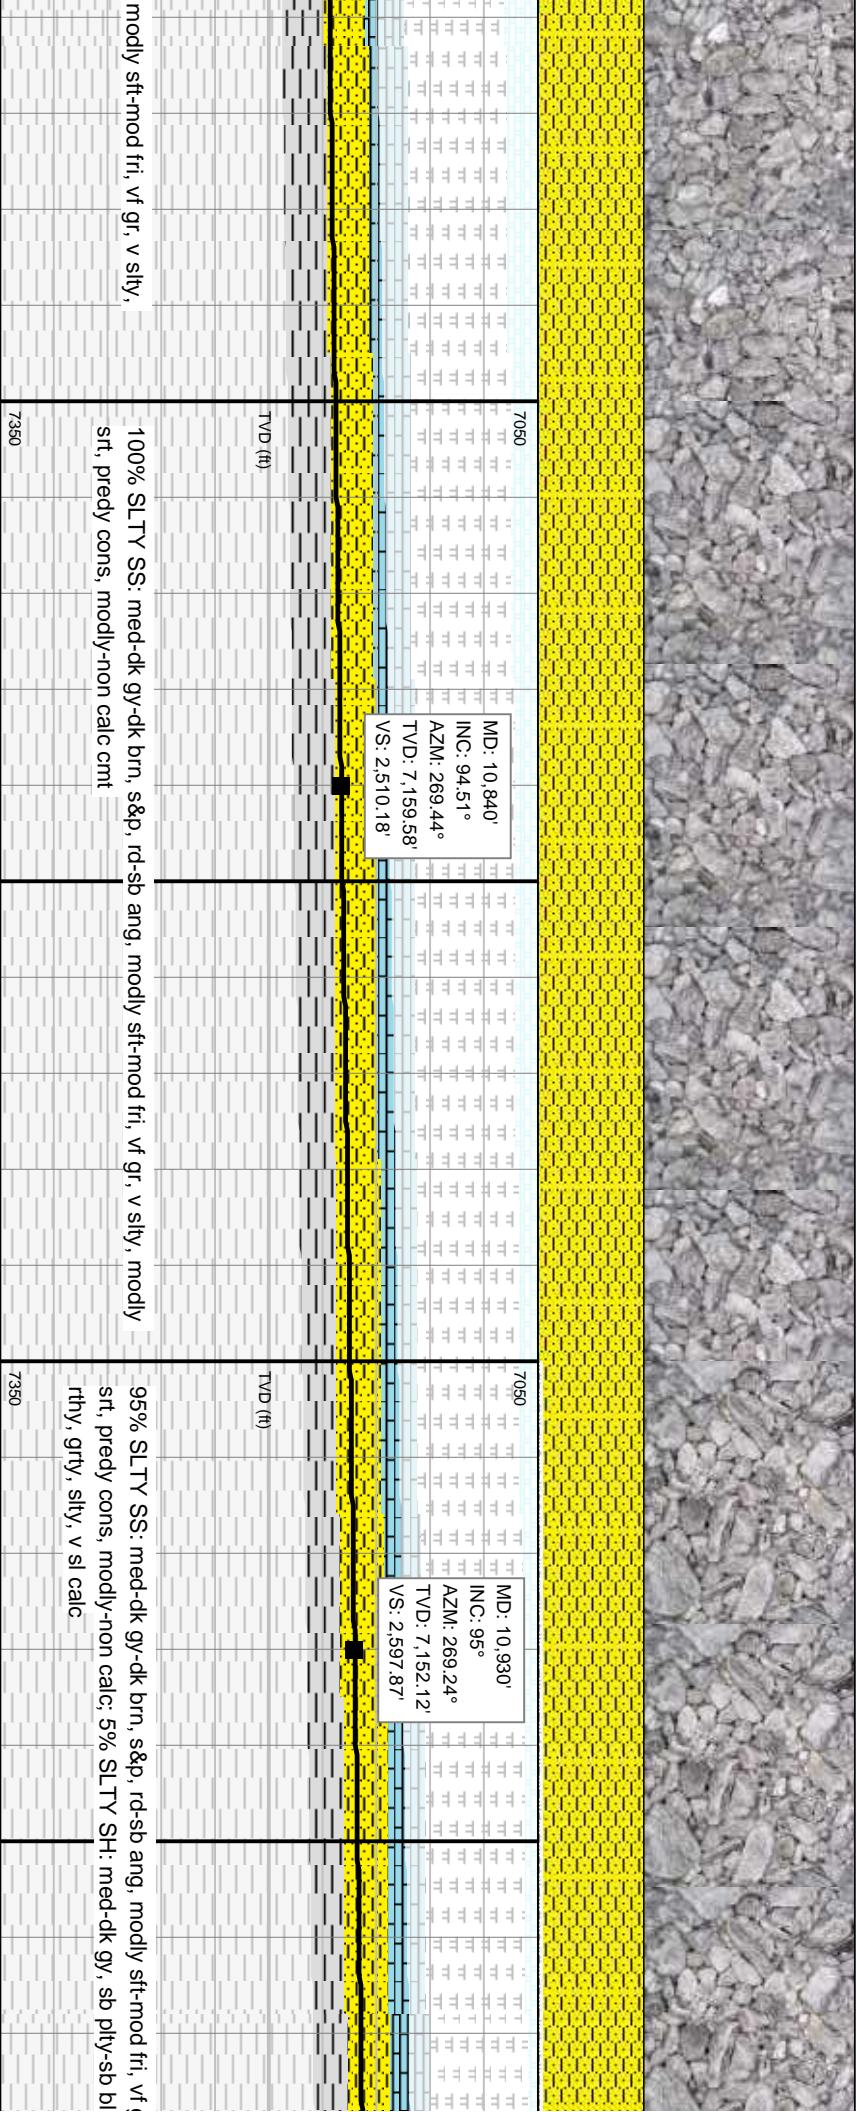 modly sft-mod fri, vf gr, v slty,
7050
TVD (ft)
7350
100% SLTY SS: med-dk gy-dk brn, s&p, rd-sb ang, modly sft-mod fri, vf gr, v slty, modly
srt, predy cons, modly-non calc cmt
MD: 10,840'
INC: 94.51°
AZM: 269.44°
TVD: 7,159.58'
VS: 2,510.18'
7050
TVD (ft)
7350
95% SLTY SS: med-dk gy-dk brn, s&p, rd-sb ang, modly sft-mod fri, vf g
srt, predy cons, modly-non calc; 5% SLTY SH: med-dk gy, sb plty-sb bl
rthy, grty, slty, v sl calc
MD: 10,930'
INC: 95°
AZM: 269.24°
TVD: 7,152.12'
VS: 2,597.87'